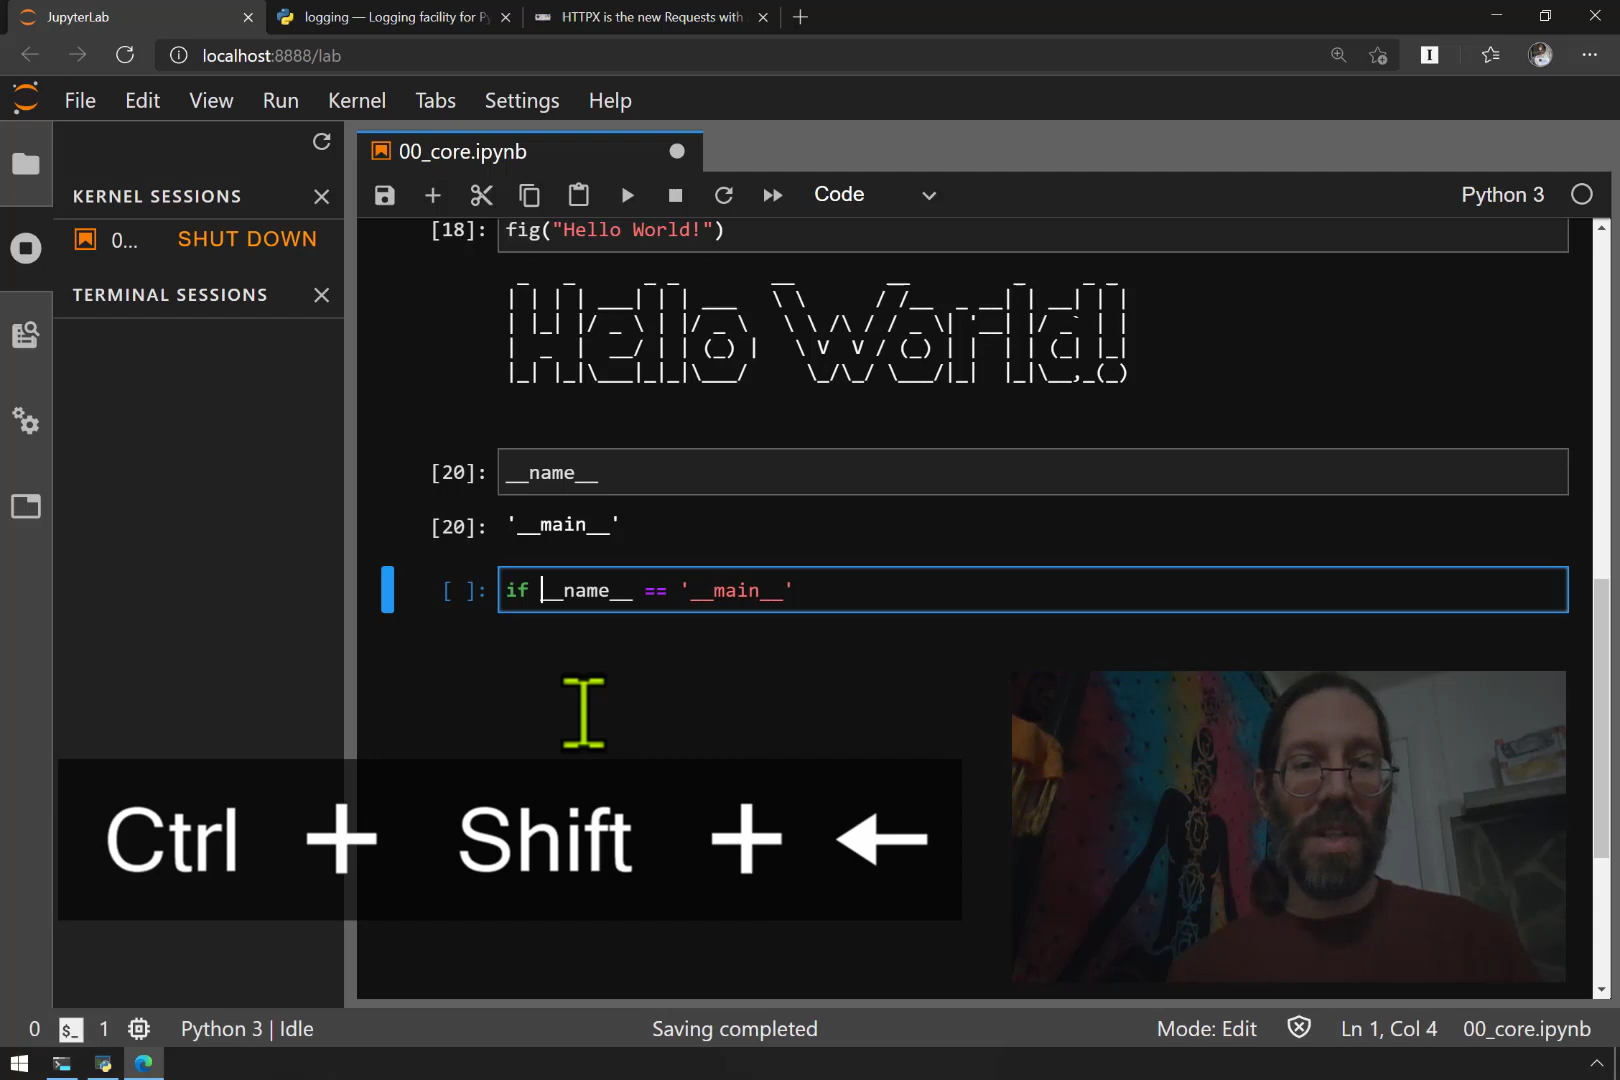 JupyterLab
logging — Logging facility for P
HTTPX is the new Requests with
localhost:8888/lab
File Edit View Run Kernel Tabs Settings Help
00_core.ipynb
KERNEL SESSIONS
Code
Python 3
0... SHUT DOWN
TERMINAL SESSIONS
[18]: fig("Hello World!")
Hello World!
[20]: __name__
[20]: '__main__'
[ ]: if __name__ == '__main__'
Ctrl + Shift + ←
0 $_ 1 Python 3 | Idle Saving completed Mode: Edit Ln 1, Col 4 00_core.ipynb